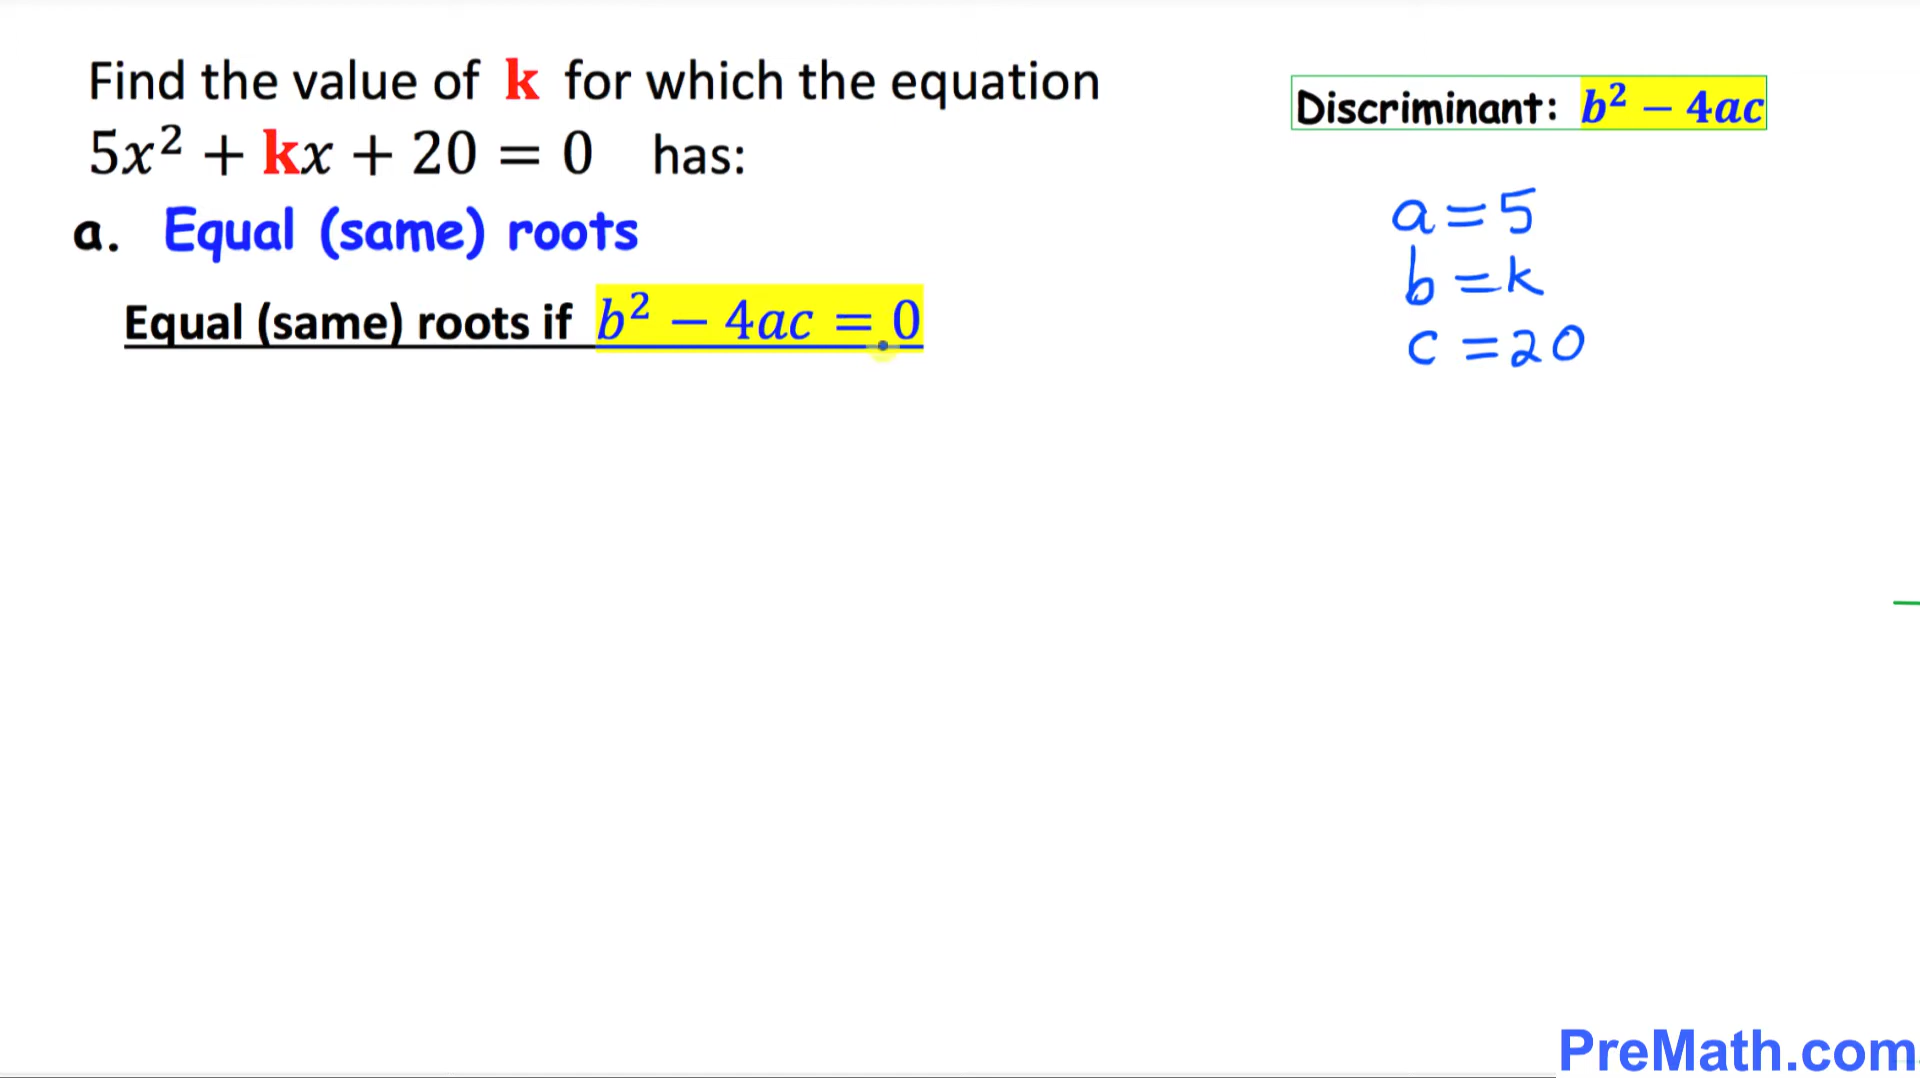 Find the value of k for which the equation
5x² + kx + 20 = 0 has:
a. Equal (same) roots
Equal (same) roots if b² − 4ac = 0
Discriminant: b² − 4ac
a = 5
b = k
c = 20
PreMath.com